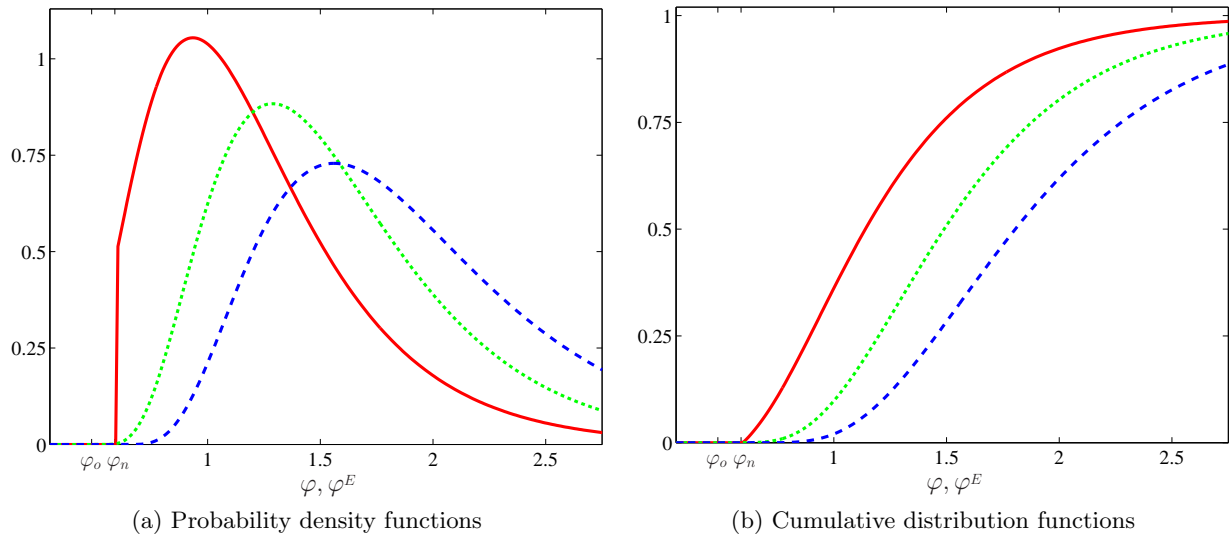 1
0.75
0.5
0.25
0
φₒ φₙ 1 1.5 2 2.5
φ, φᴱ
(a) Probability density functions
1
0.75
0.5
0.25
0
φₒ φₙ 1 1.5 2 2.5
φ, φᴱ
(b) Cumulative distribution functions